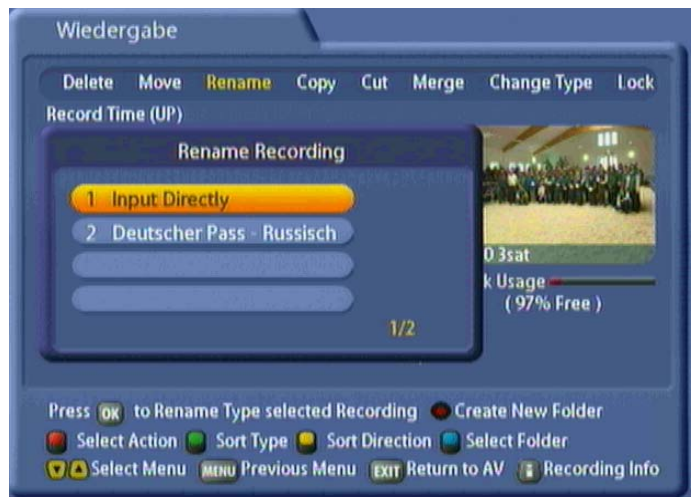 Wiedergabe
Delete Move Rename Copy Cut Merge Change Type Lock
Record Time (UP)
Rename Recording
1 Input Directly
2 Deutscher Pass - Russisch
1/2
0 3sat
k Usage
( 97% Free )
Press OK to Rename Type selected Recording Create New Folder
Select Action Sort Type Sort Direction Select Folder
Select Menu MENU Previous Menu EXIT Return to AV i Recording Info